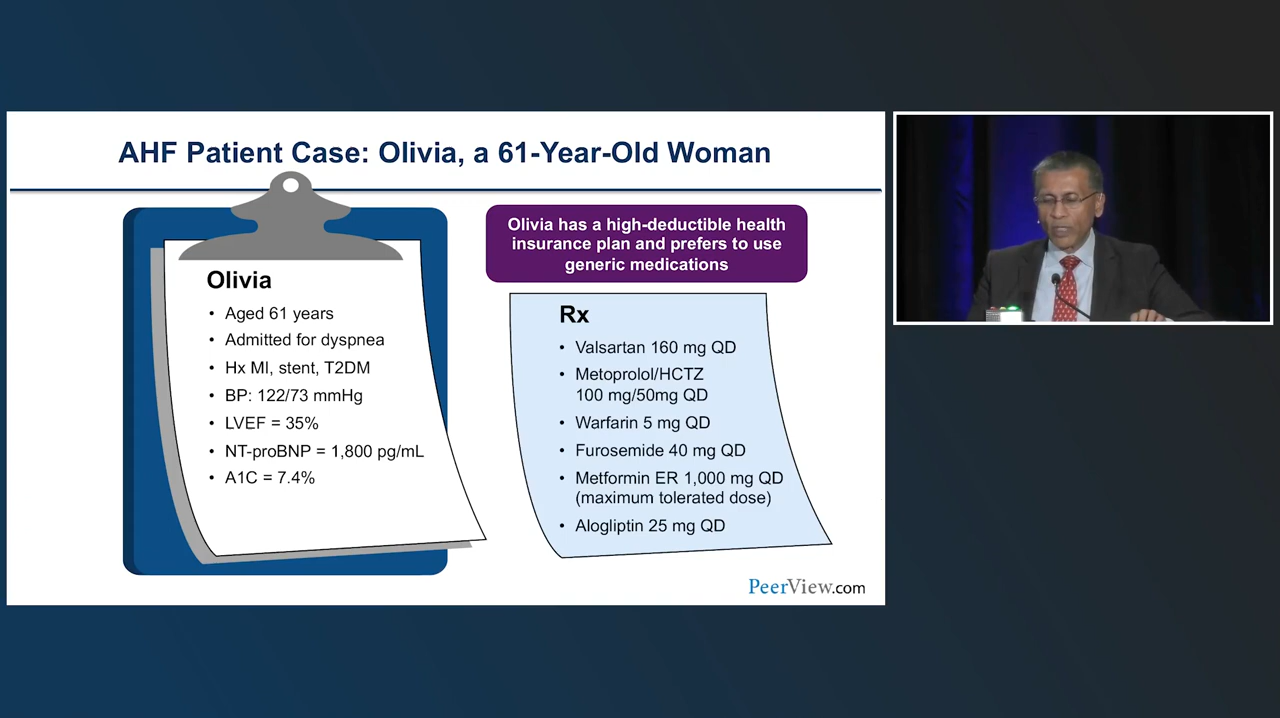 AHF Patient Case: Olivia, a 61-Year-Old Woman
Olivia
• Aged 61 years
• Admitted for dyspnea
• Hx MI, stent, T2DM
• BP: 122/73 mmHg
• LVEF = 35%
• NT-proBNP = 1,800 pg/mL
• A1C = 7.4%
Olivia has a high-deductible health
insurance plan and prefers to use
generic medications
Rx
• Valsartan 160 mg QD
• Metoprolol/HCTZ
100 mg/50mg QD
• Warfarin 5 mg QD
• Furosemide 40 mg QD
• Metformin ER 1,000 mg QD
(maximum tolerated dose)
• Alogliptin 25 mg QD
PeerView.com